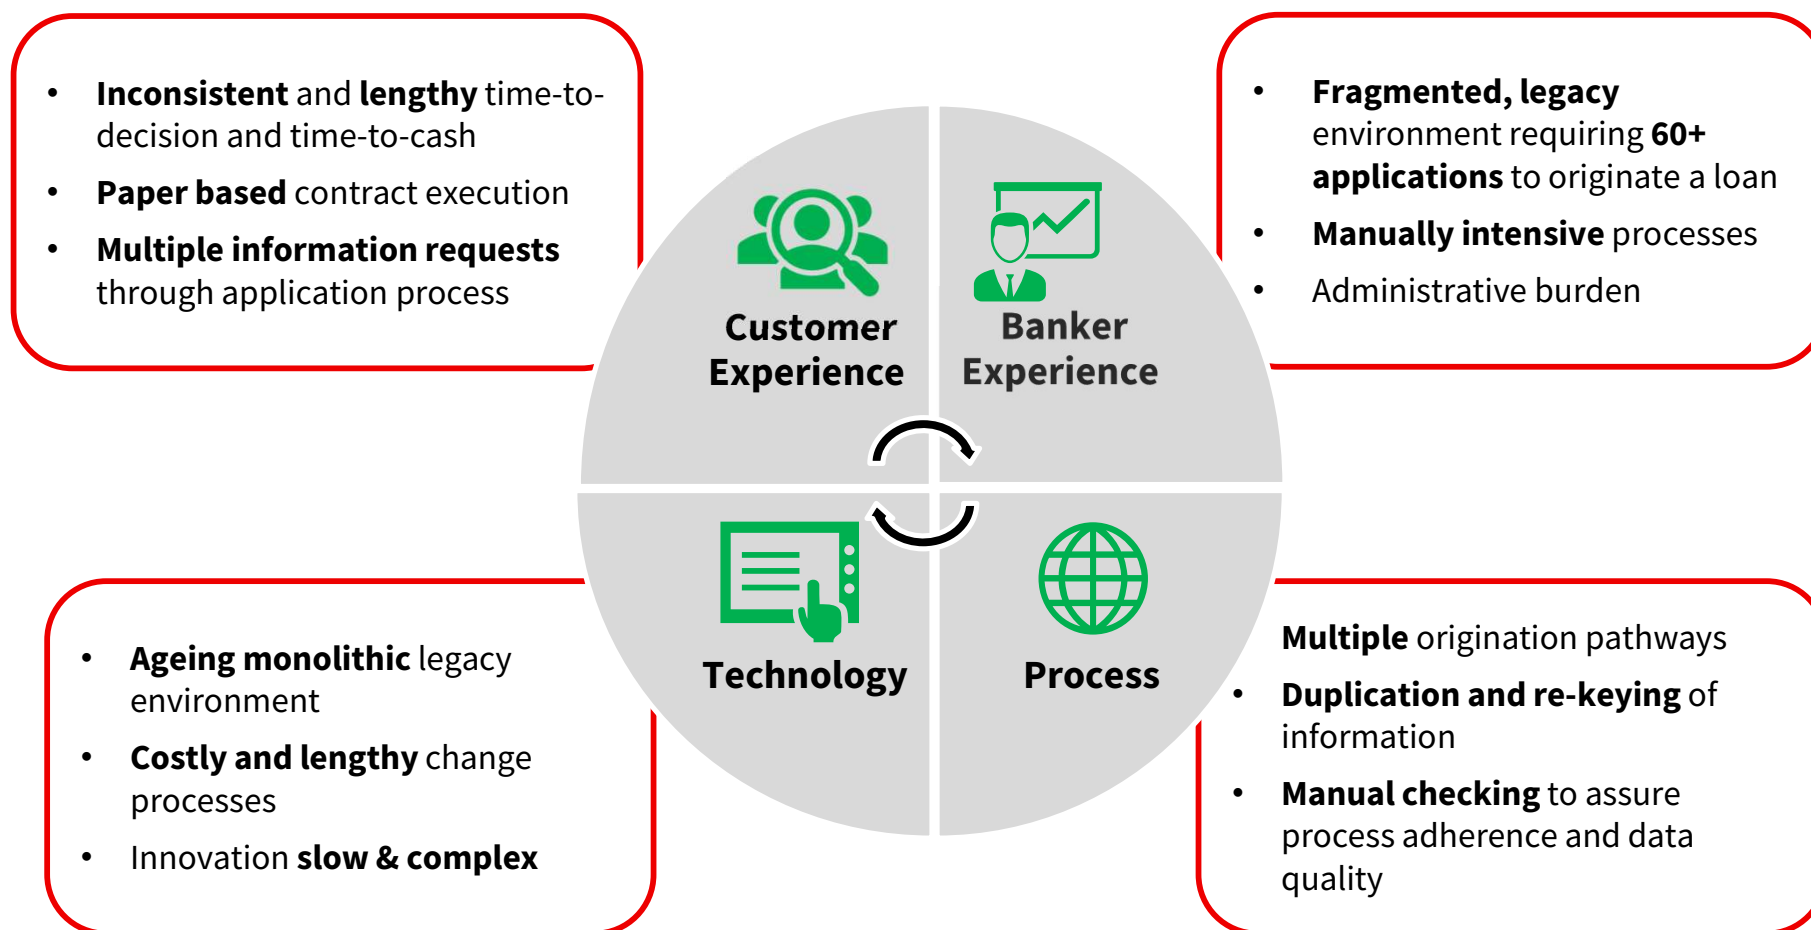 • Inconsistent and lengthy time-to-
decision and time-to-cash
• Paper based contract execution
• Multiple information requests
through application process
• Fragmented, legacy
environment requiring 60+
applications to originate a loan
• Manually intensive processes
• Administrative burden
Customer
Experience
Banker
Experience
Technology
Process
• Ageing monolithic legacy
environment
• Costly and lengthy change
processes
• Innovation slow & complex
Multiple origination pathways
• Duplication and re-keying of
information
• Manual checking to assure
process adherence and data
quality